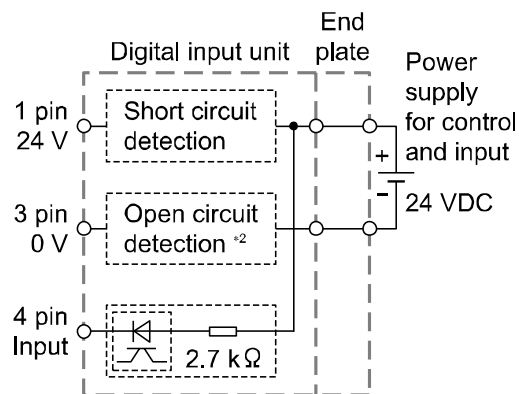 End
plate
Digital input unit
Power
supply
for control
and input
1 pin
24 V
Short circuit
detection
+
−
24 VDC
3 pin
0 V
Open circuit
detection *2
4 pin
Input
2.7 kΩ